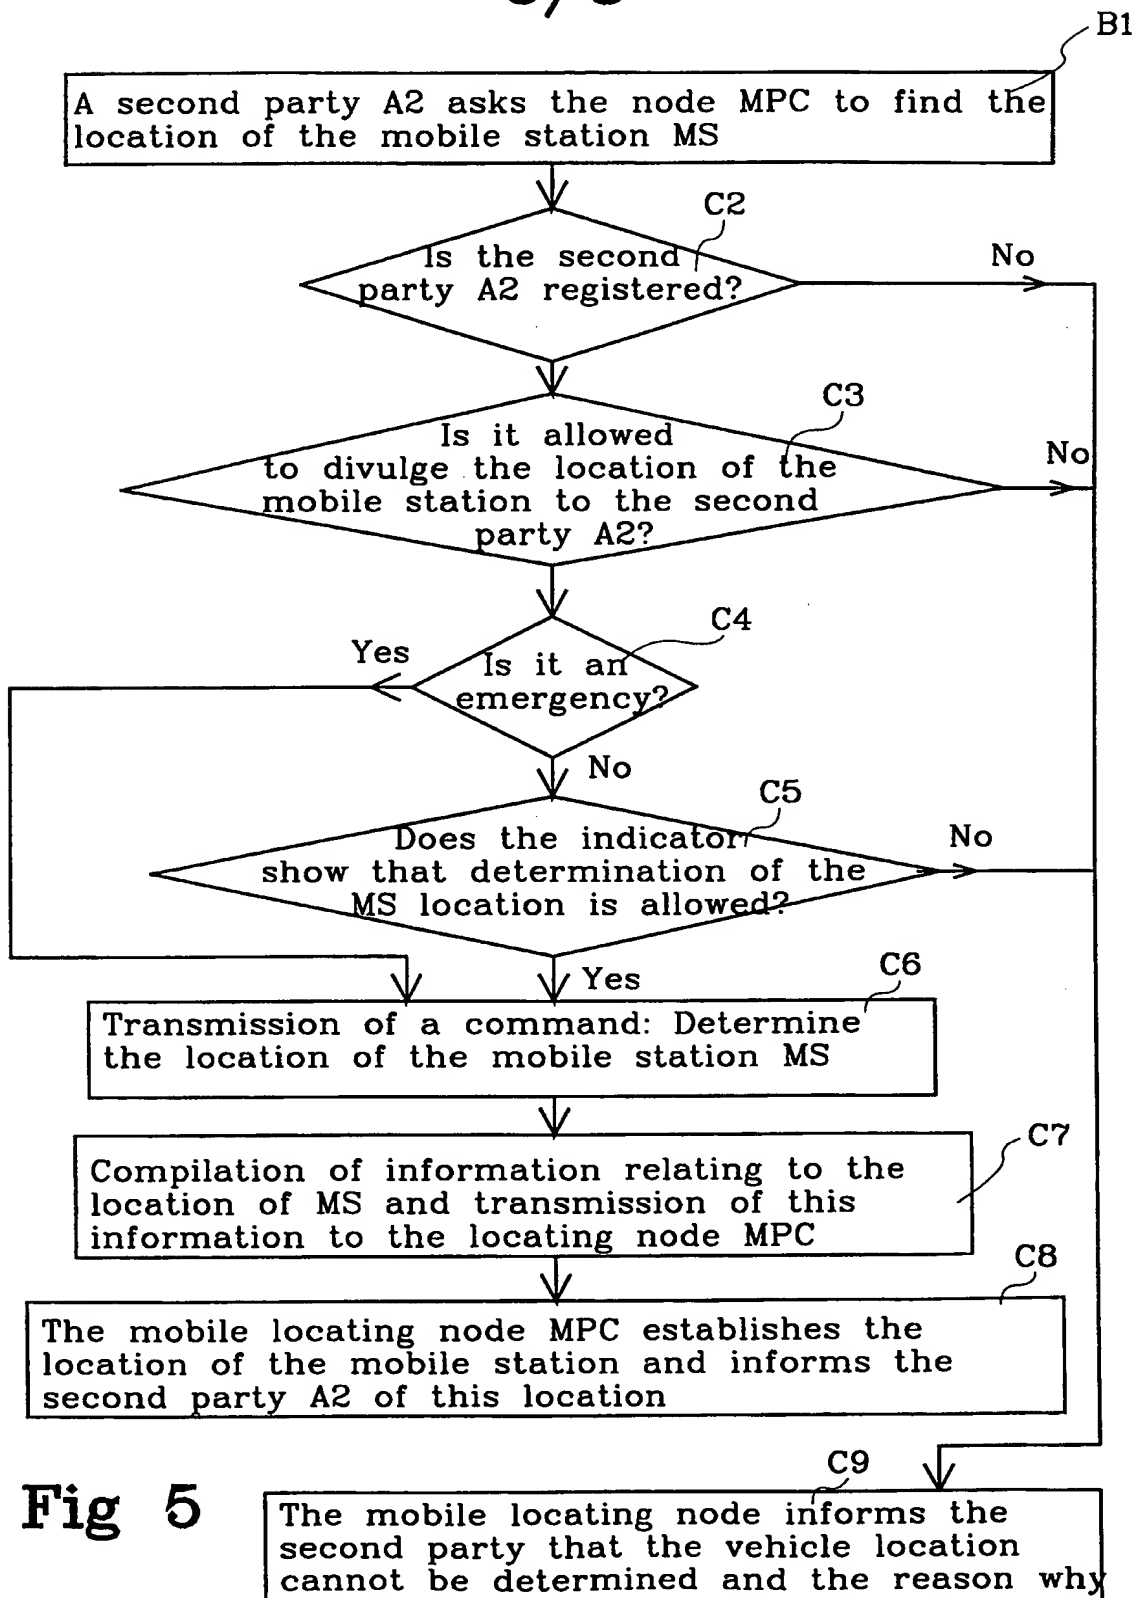 B1
A second party A2 asks the node MPC to find the
location of the mobile station MS
C2
Is the second
party A2 registered?
No
C3
Is it allowed
to divulge the location of the
mobile station to the second
party A2?
No
C4
Yes
Is it an
emergency?
No
C5
Does the indicator
show that determination of the
MS location is allowed?
No
Yes
C6
Transmission of a command: Determine
the location of the mobile station MS
C7
Compilation of information relating to the
location of MS and transmission of this
information to the locating node MPC
C8
The mobile locating node MPC establishes the
location of the mobile station and informs the
second party A2 of this location
C9
Fig 5
The mobile locating node informs the
second party that the vehicle location
cannot be determined and the reason why